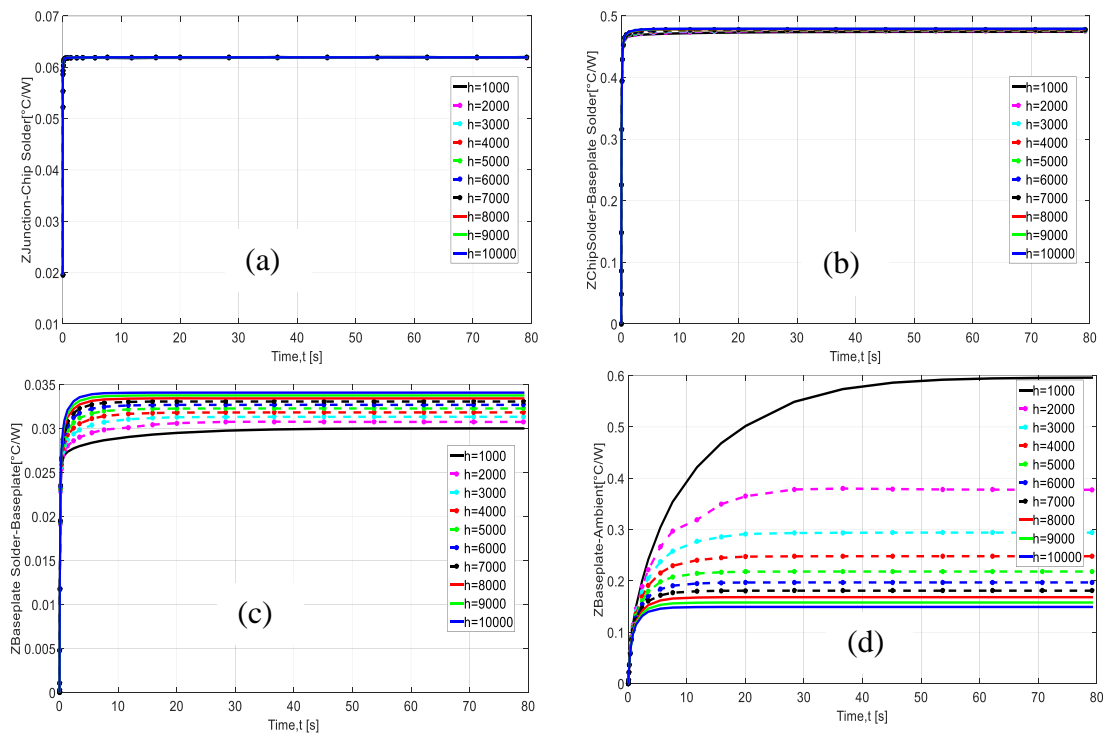 0.07
0.06
0.05
0.04
0.03
0.02
0.01
ZJunction-Chip Solder[°C/W]
h=1000
h=2000
h=3000
h=4000
h=5000
h=6000
h=7000
h=8000
h=9000
h=10000
(a)
0 10 20 30 40 50 60 70 80
Time,t [s]
0.5
0.4
0.3
0.2
0.1
0
ZChipSolder-Baseplate Solder[°C/W]
h=1000
h=2000
h=3000
h=4000
h=5000
h=6000
h=7000
h=8000
h=9000
h=10000
(b)
0 10 20 30 40 50 60 70 80
Time,t [s]
0.035
0.03
0.025
0.02
0.015
0.01
0.005
0
ZBaseplate Solder-Baseplate[°C/W]
h=1000
h=2000
h=3000
h=4000
h=5000
h=6000
h=7000
h=8000
h=9000
h=10000
(c)
0 10 20 30 40 50 60 70 80
Time,t [s]
0.6
0.5
0.4
0.3
0.2
0.1
0
ZBaseplate-Ambient[°C/W]
h=1000
h=2000
h=3000
h=4000
h=5000
h=6000
h=7000
h=8000
h=9000
h=10000
(d)
0 10 20 30 40 50 60 70 80
Time,t [s]